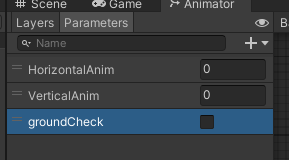 Scene Game Animator
Layers Parameters
Name
HorizontalAnim 0
VerticalAnim 0
groundCheck